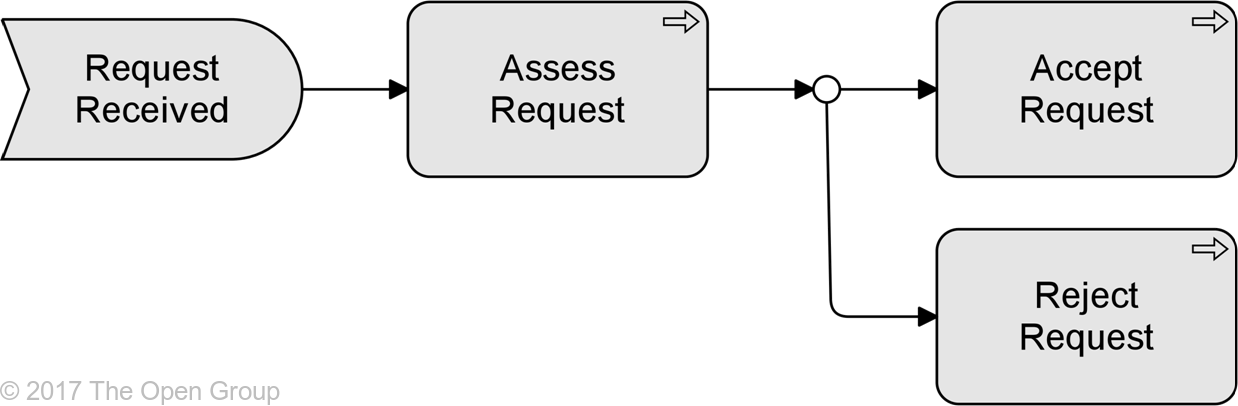 Request
Received
Assess
Request
Accept
Request
Reject
Request
© 2017 The Open Group